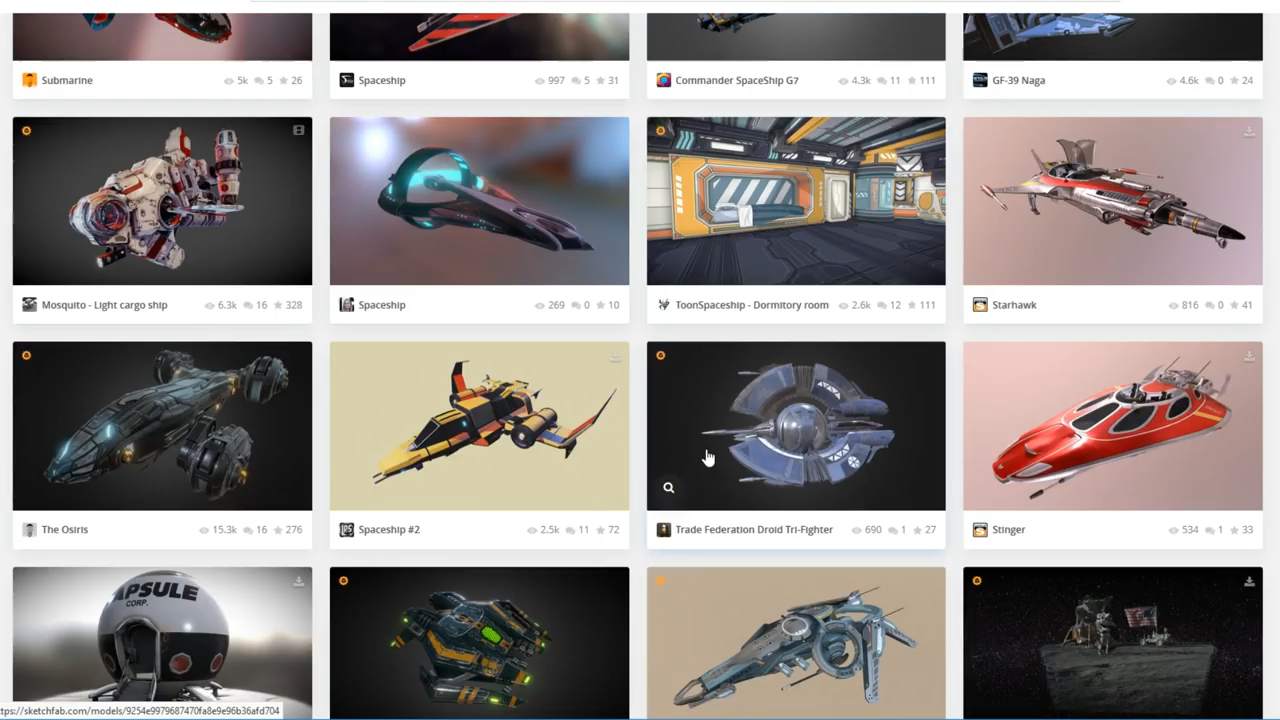 Submarine 5k 5 26
Spaceship 997 5 31
Commander SpaceShip G7 4.3k 11 111
GF-39 Naga 4.6k 0 24
Mosquito - Light cargo ship 6.3k 16 328
Spaceship 269 0 10
ToonSpaceship - Dormitory room 2.6k 12 111
Starhawk 816 0 41
The Osiris 15.3k 16 276
Spaceship #2 2.5k 11 72
Trade Federation Droid Tri-Fighter 690 1 27
Stinger 534 1 33
APSULE
CORP.
ttps://sketchfab.com/models/9254e9979687470fa8e9e96b36afd704